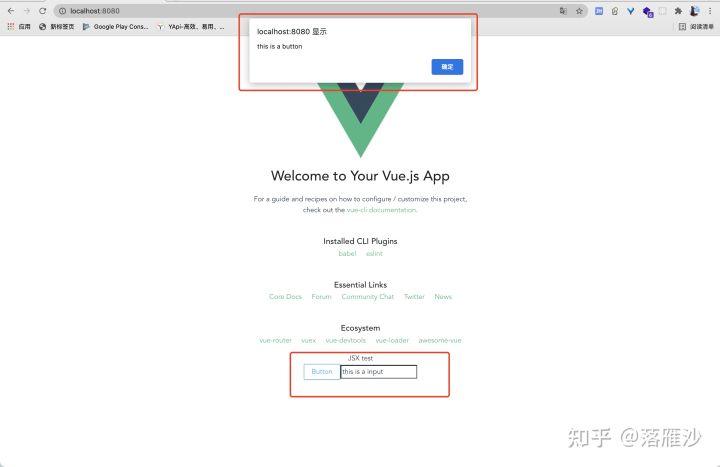 localhost:8080
应用
新标签页
Google Play Cons...
YApi-高效、易用、...
阅读清单
localhost:8080 显示
this is a button
确定
Welcome to Your Vue.js App
For a guide and recipes on how to configure / customize this project,
check out the vue-cli documentation.
Installed CLI Plugins
babel eslint
Essential Links
Core Docs Forum Community Chat Twitter News
Ecosystem
vue-router vuex vue-devtools vue-loader awesome-vue
JSX test
Button this is a input
知乎 @落雁沙